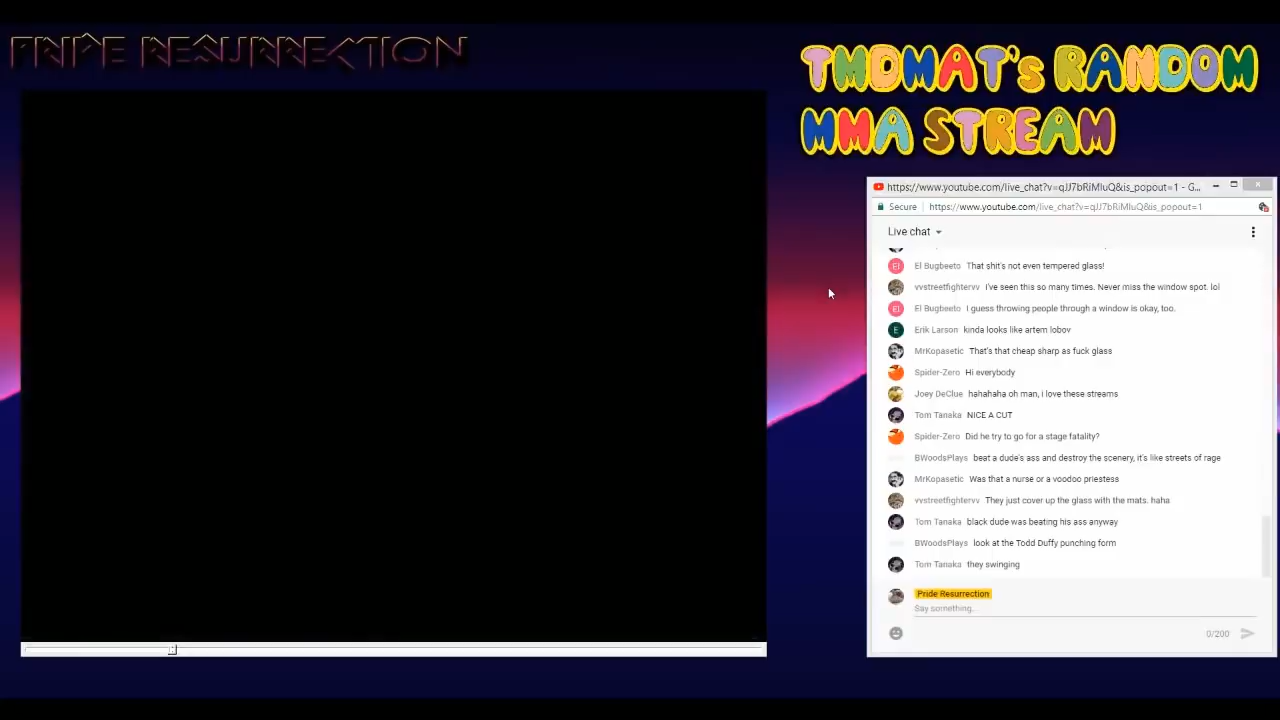 PRIDE RESURRECTION
TMDMAT's RANDOM
MMA STREAM
https://www.youtube.com/live_chat?v=qJJ7bRiMluQ&is_popout=1 - G...
Secure https://www.youtube.com/live_chat?v=qJJ7bRiMluQ&is_popout=1
Live chat
El Bugbeeto That shit's not even tempered glass!
vvstreetfightervv I've seen this so many times. Never miss the window spot. lol
El Bugbeeto I guess throwing people through a window is okay, too.
Erik Larson kinda looks like artem lobov
MrKopasetic That's that cheap sharp as fuck glass
Spider-Zero Hi everybody
Joey DeClue hahahaha oh man, i love these streams
Tom Tanaka NICE A CUT
Spider-Zero Did he try to go for a stage fatality?
BWoodsPlays beat a dude's ass and destroy the scenery, it's like streets of rage
MrKopasetic Was that a nurse or a voodoo priestess
vvstreetfightervv They just cover up the glass with the mats. haha
Tom Tanaka black dude was beating his ass anyway
BWoodsPlays look at the Todd Duffy punching form
Tom Tanaka they swinging
Pride Resurrection
Say something...
0/200